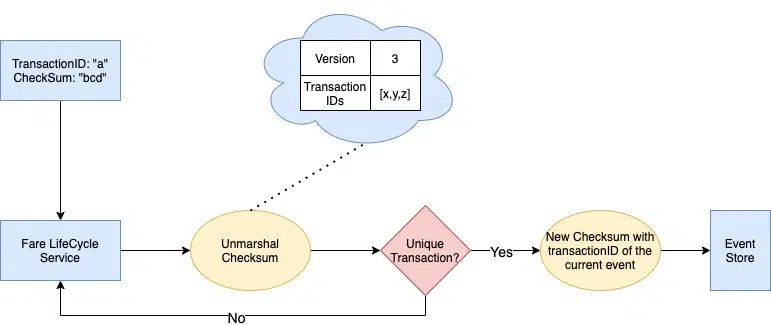 TransactionID: "a"
CheckSum: "bcd"
Version
3
Transaction
IDs
[x,y,z]
Fare LifeCycle
Service
Unmarshal
Checksum
Unique
Transaction?
Yes
New Checksum with
transactionID of the
current event
Event
Store
No